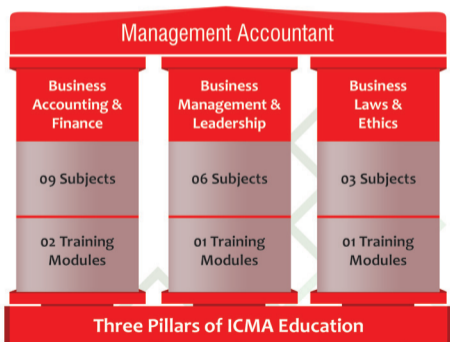 Management Accountant
Business
Accounting &
Finance
09 Subjects
02 Training
Modules
Business
Management &
Leadership
06 Subjects
01 Training
Modules
Business
Laws &
Ethics
03 Subjects
01 Training
Modules
Three Pillars of ICMA Education